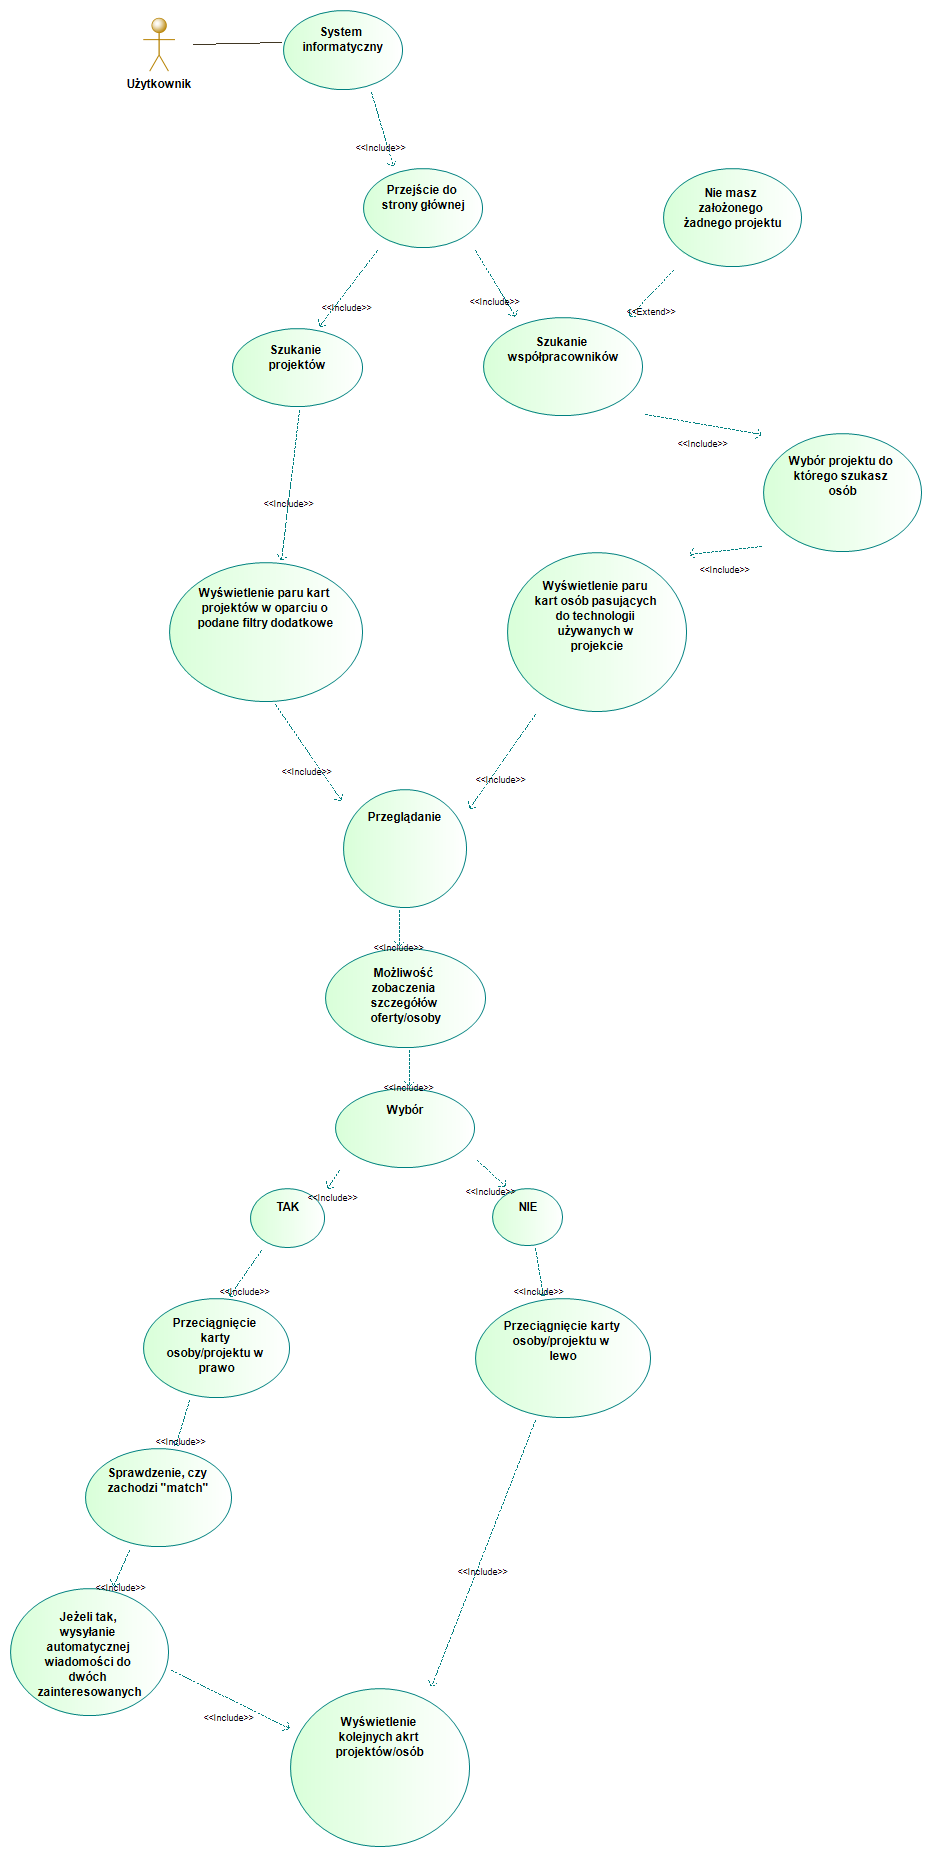 System
informatyczny
Użytkownik
<<Include>>
Przejście do
strony głównej
Nie masz
założonego
żadnego projektu
<<Include>>
<<Include>>
<<Extend>>
Szukanie
projektów
Szukanie
współpracowników
<<Include>>
Wybór projektu do
którego szukasz
osób
<<Include>>
<<Include>>
Wyświetlenie paru kart
projektów w oparciu o
podane filtry dodatkowe
Wyświetlenie paru
kart osób pasujących
do technologii
używanych w
projekcie
<<Include>>
<<Include>>
Przeglądanie
<<Include>>
Możliwość
zobaczenia
szczegółów
oferty/osoby
<<Include>>
Wybór
<<Include>>
<<Include>>
TAK
NIE
<<Include>>
<<Include>>
Przeciągnięcie
karty
osoby/projektu w
prawo
Przeciągnięcie karty
osoby/projektu w
lewo
<<Include>>
Sprawdzenie, czy
zachodzi "match"
<<Include>>
<<Include>>
Jeżeli tak,
wysyłanie
automatycznej
wiadomości do
dwóch
zainteresowanych
<<Include>>
Wyświetlenie
kolejnych akrt
projektów/osób